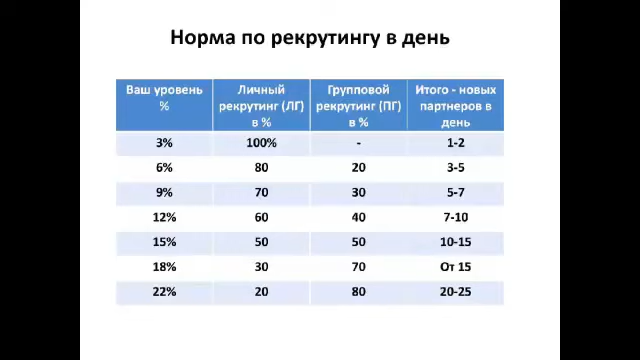 Норма по рекрутингу в день
Ваш уровень % Личный рекрутинг (ЛГ) в % Групповой рекрутинг (ПГ) в % Итого - новых партнеров в день
3% 100% - 1-2
6% 80 20 3-5
9% 70 30 5-7
12% 60 40 7-10
15% 50 50 10-15
18% 30 70 От 15
22% 20 80 20-25